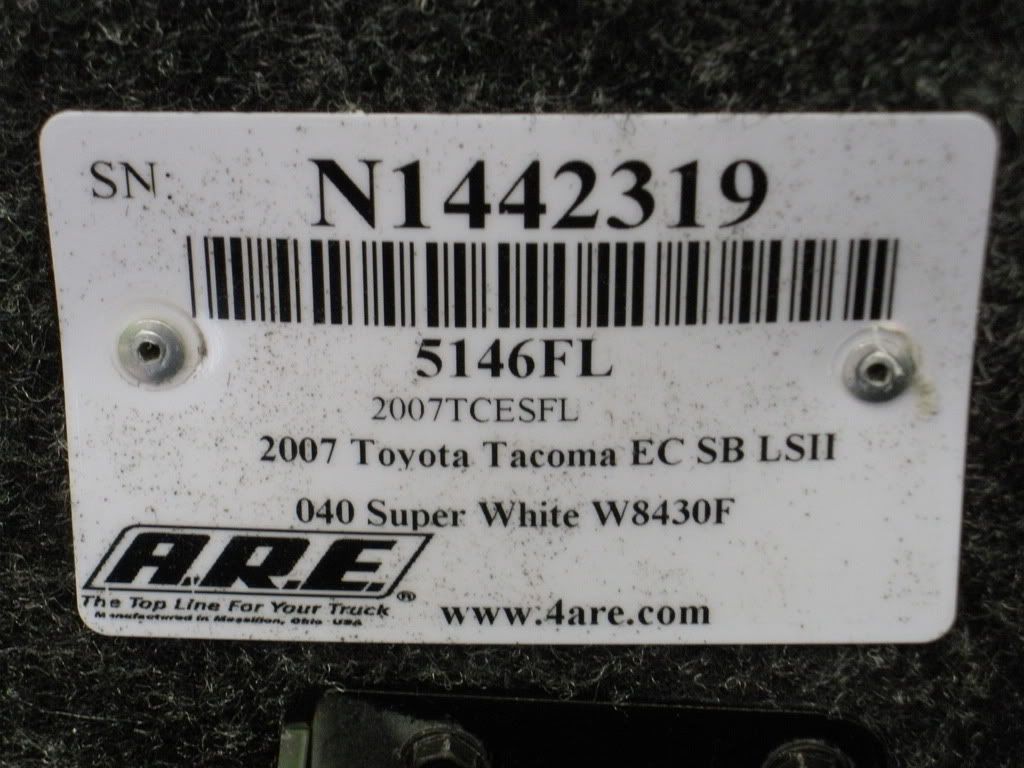 SN: N1442319
5146FL
2007TCESFL
2007 Toyota Tacoma EC SB LSII
040 Super White W8430F
A.R.E.®
The Top Line For Your Truck
Manufactured in Massillon, Ohio USA
www.4are.com